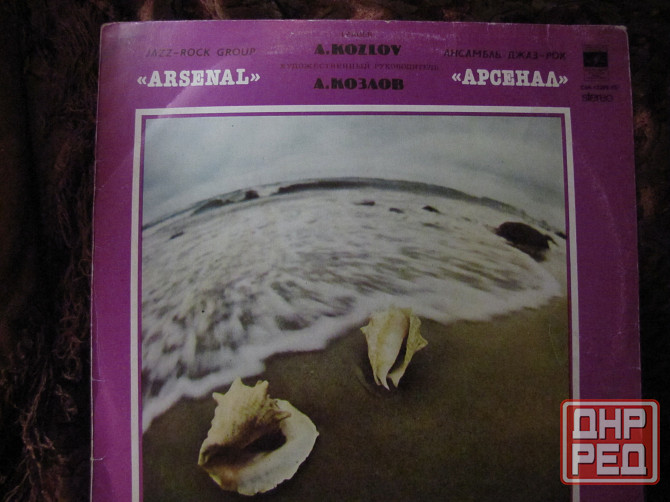 JAZZ-ROCK GROUP
«ARSENAL»
A.KOZLOV
ХУДОЖЕСТВЕННЫЙ РУКОВОДИТЕЛЬ
А.КОЗЛОВ
АНСАМБЛЬ ДЖАЗ-РОК
«АРСЕНАЛ»
stereo
ДНР
РЕД